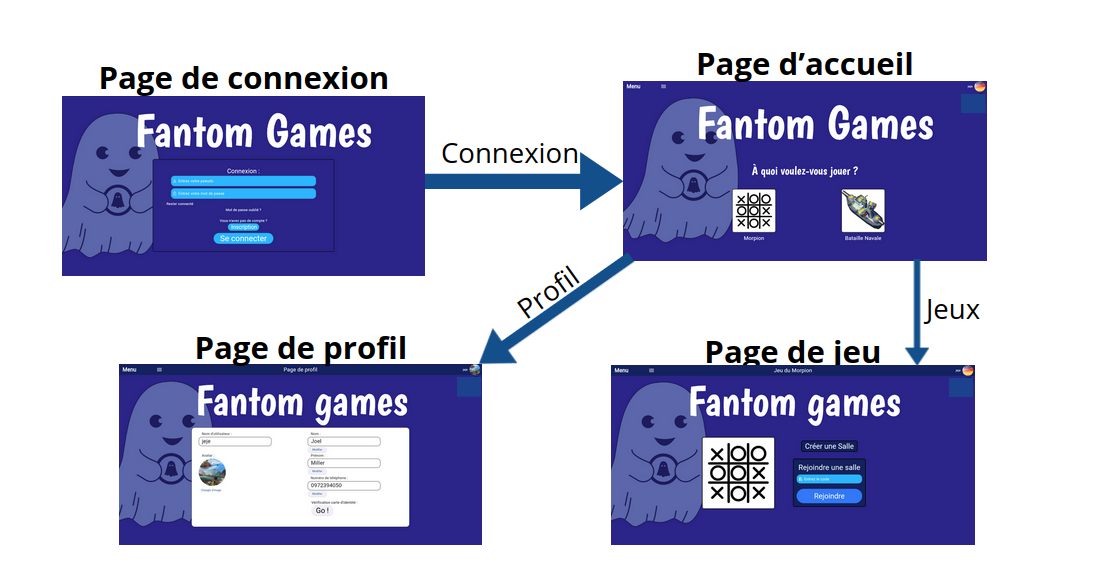 Page de connexion
Fantom Games
Connexion :
Entrez votre pseudo
Entrez votre mot de passe
Rester connecté
Mot de passe oublié ?
Vous n'avez pas de compte ?
Inscription
Se connecter
Connexion
Page d'accueil
Menu
Fantom Games
À quoi voulez-vous jouer ?
Morpion
Bataille Navale
Profil
Jeux
Page de profil
Menu
Page de profil
Fantom games
Nom d'utilisateur :
jeje
Avatar :
Changer d'image
Nom :
Joel
Modifier
Prénom :
Miller
Modifier
Numéro de téléphone :
0972394050
Modifier
Vérification carte d'identité :
Go !
Page de jeu
Menu
Jeu du Morpion
Fantom games
Créer une Salle
Rejoindre une salle
Entrez le code
Rejoindre